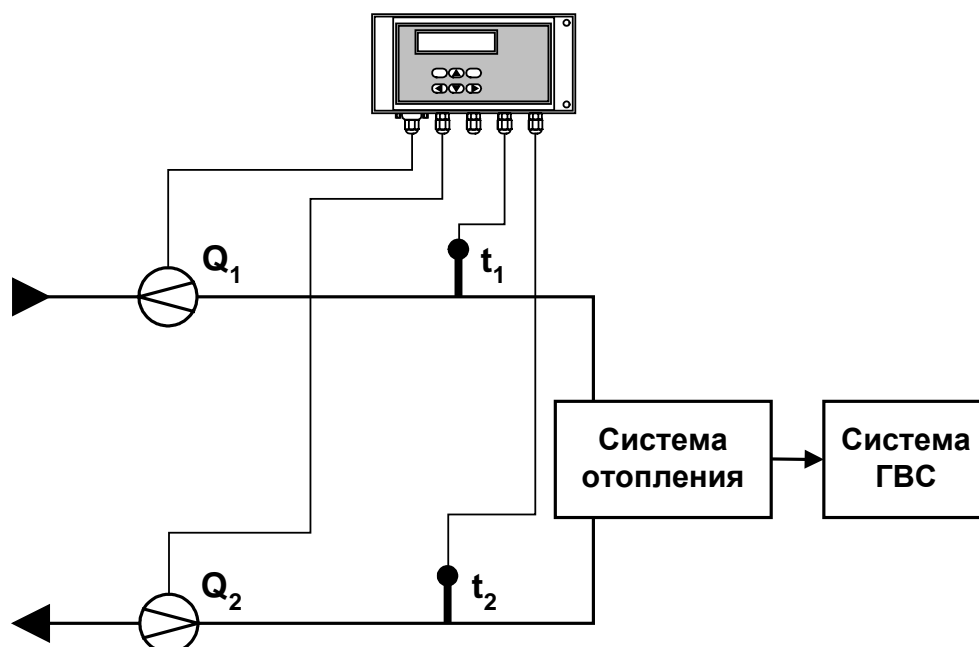 Q1
t1
Система
отопления
Система
ГВС
Q2
t2